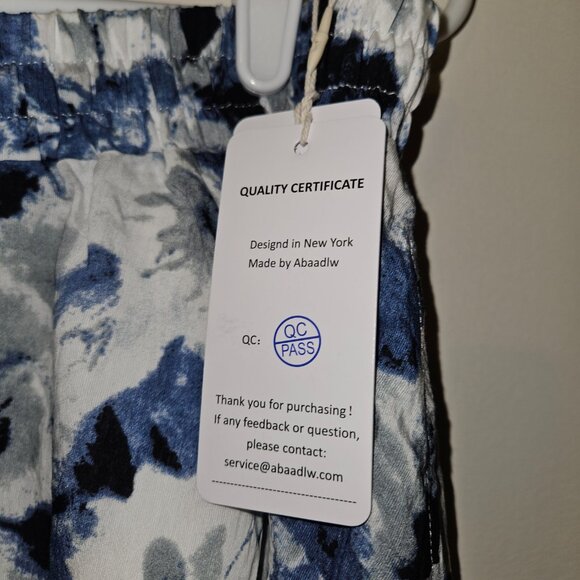 QUALITY CERTIFICATE
Designd in New York
Made by Abaadlw
QC:
QC
PASS
Thank you for purchasing !
If any feedback or question,
please contact:
service@abaadlw.com